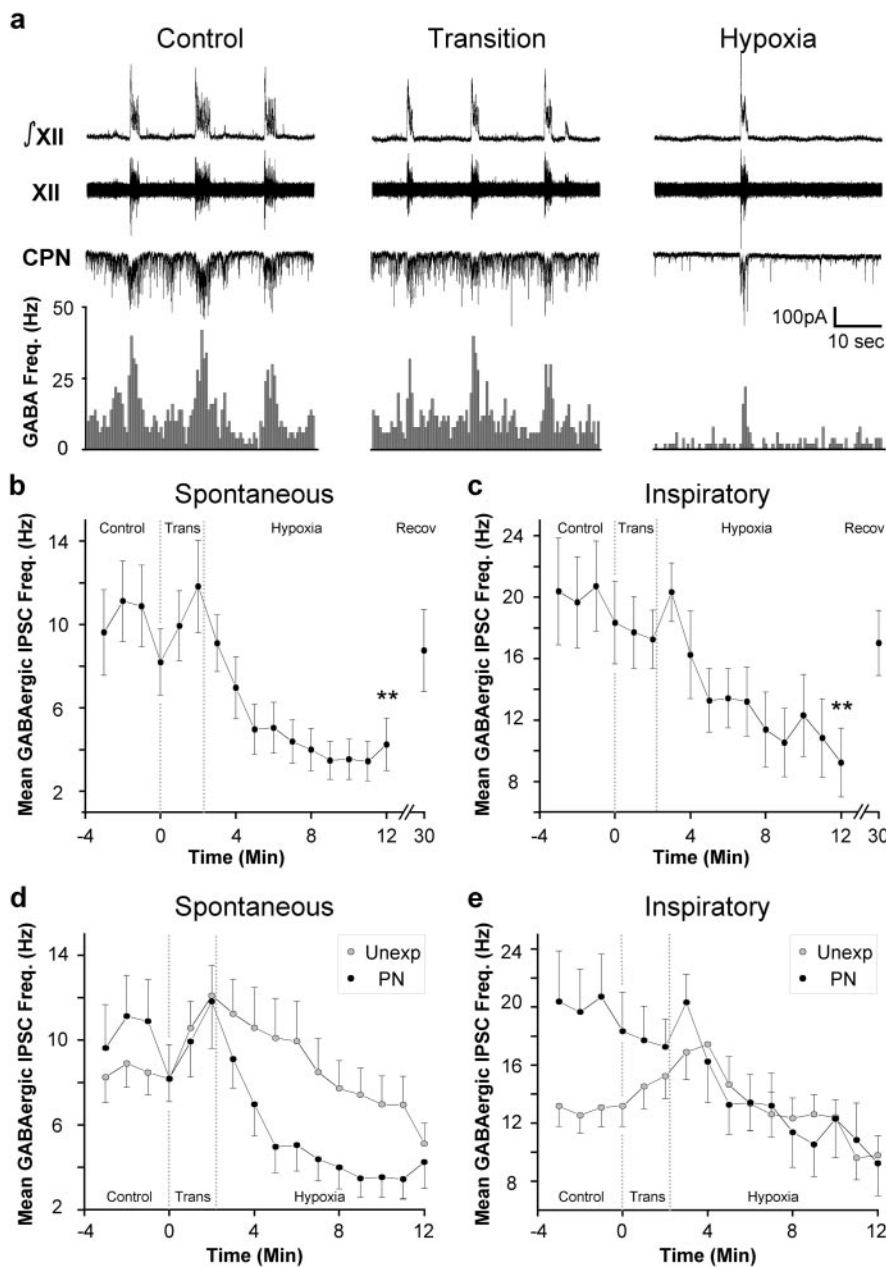 a
Control Transition Hypoxia
∫XII
XII
CPN
50
25
0
GABA Freq. (Hz)
100pA
10 sec
b Spontaneous
Control Trans Hypoxia Recov
Mean GABAergic IPSC Freq. (Hz)
14
10
6
2
**
-4 0 4 8 12 30
Time (Min)
c Inspiratory
Control Trans Hypoxia Recov
Mean GABAergic IPSC Freq. (Hz)
24
20
16
12
8
**
-4 0 4 8 12 30
Time (Min)
d Spontaneous
Unexp
PN
Mean GABAergic IPSC Freq. (Hz)
14
10
6
2
Control Trans Hypoxia
-4 0 4 8 12
Time (Min)
e Inspiratory
Unexp
PN
Mean GABAergic IPSC Freq. (Hz)
24
20
16
12
8
Control Trans Hypoxia
-4 0 4 8 12
Time (Min)